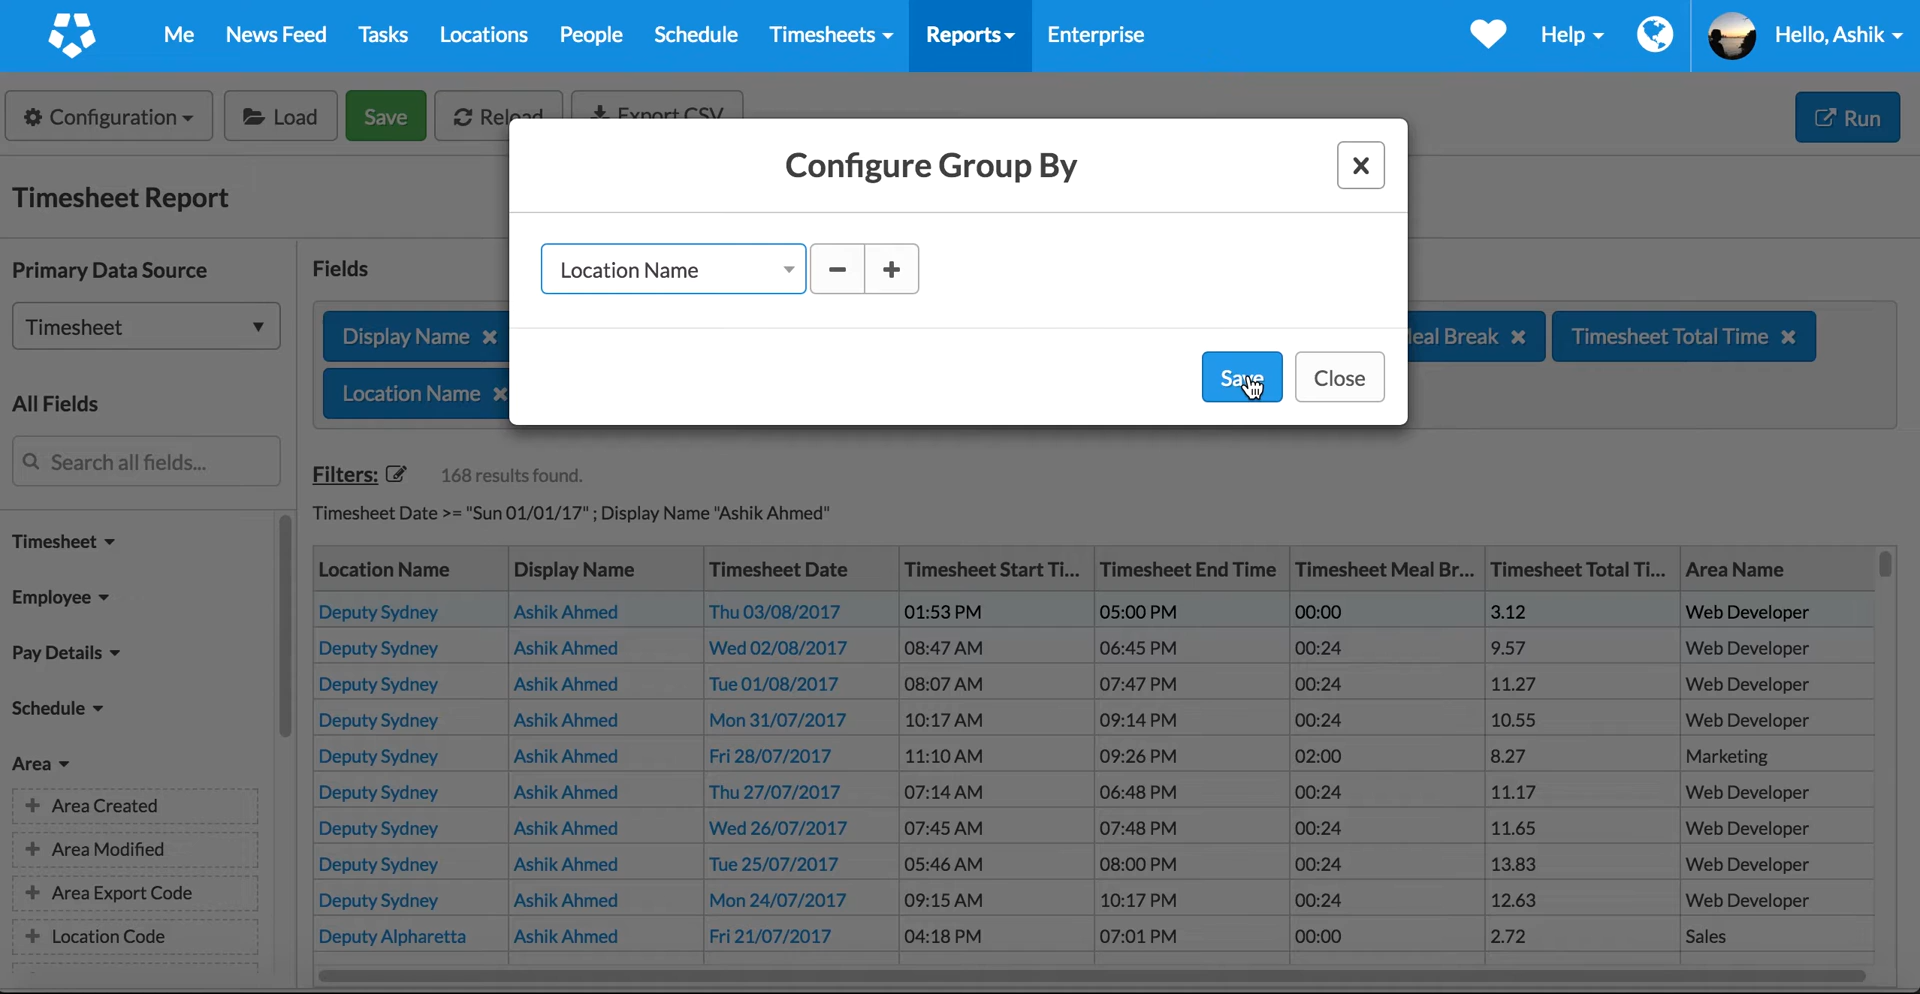 Me News Feed Tasks Locations People Schedule Timesheets Reports Enterprise Help Hello, Ashik
Configuration Load Save Reload Export CSV Run
Configure Group By
Timesheet Report
Location Name
Save Close
Primary Data Source
Timesheet
All Fields
Search all fields...
Timesheet
Employee
Pay Details
Schedule
Area
Area Created
Area Modified
Area Export Code
Location Code
Fields
Display Name Meal Break Timesheet Total Time
Location Name
Filters: 168 results found.
Timesheet Date >= "Sun 01/01/17" ; Display Name "Ashik Ahmed"
Location Name Display Name Timesheet Date Timesheet Start Ti... Timesheet End Time Timesheet Meal Br... Timesheet Total Ti... Area Name
Deputy Sydney Ashik Ahmed Thu 03/08/2017 01:53 PM 05:00 PM 00:00 3.12 Web Developer
Deputy Sydney Ashik Ahmed Wed 02/08/2017 08:47 AM 06:45 PM 00:24 9.57 Web Developer
Deputy Sydney Ashik Ahmed Tue 01/08/2017 08:07 AM 07:47 PM 00:24 11.27 Web Developer
Deputy Sydney Ashik Ahmed Mon 31/07/2017 10:17 AM 09:14 PM 00:24 10.55 Web Developer
Deputy Sydney Ashik Ahmed Fri 28/07/2017 11:10 AM 09:26 PM 02:00 8.27 Marketing
Deputy Sydney Ashik Ahmed Thu 27/07/2017 07:14 AM 06:48 PM 00:24 11.17 Web Developer
Deputy Sydney Ashik Ahmed Wed 26/07/2017 07:45 AM 07:48 PM 00:24 11.65 Web Developer
Deputy Sydney Ashik Ahmed Tue 25/07/2017 05:46 AM 08:00 PM 00:24 13.83 Web Developer
Deputy Sydney Ashik Ahmed Mon 24/07/2017 09:15 AM 10:17 PM 00:24 12.63 Web Developer
Deputy Alpharetta Ashik Ahmed Fri 21/07/2017 04:18 PM 07:01 PM 00:00 2.72 Sales